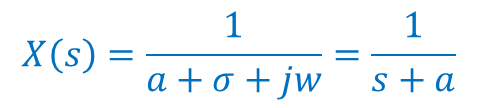 X(s) = 1/(a + σ + jw) = 1/(s + a)